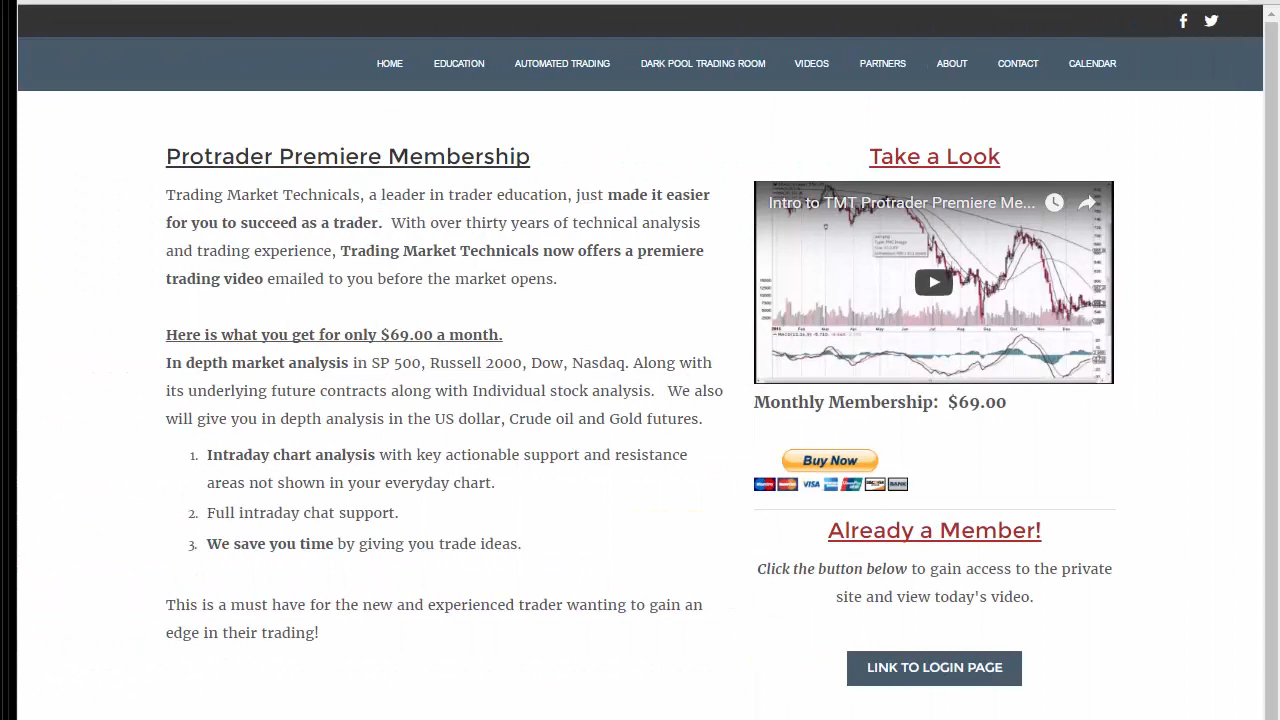 HOME EDUCATION AUTOMATED TRADING DARK POOL TRADING ROOM VIDEOS PARTNERS ABOUT CONTACT CALENDAR
Protrader Premiere Membership
Trading Market Technicals, a leader in trader education, just made it easier
for you to succeed as a trader. With over thirty years of technical analysis
and trading experience, Trading Market Technicals now offers a premiere
trading video emailed to you before the market opens.
Here is what you get for only $69.00 a month.
In depth market analysis in SP 500, Russell 2000, Dow, Nasdaq. Along with
its underlying future contracts along with Individual stock analysis. We also
will give you in depth analysis in the US dollar, Crude oil and Gold futures.
1. Intraday chart analysis with key actionable support and resistance
areas not shown in your everyday chart.
2. Full intraday chat support.
3. We save you time by giving you trade ideas.
This is a must have for the new and experienced trader wanting to gain an
edge in their trading!
Take a Look
Intro to TMT Protrader Premiere Me...
Monthly Membership: $69.00
Buy Now
VISA
Already a Member!
Click the button below to gain access to the private
site and view today's video.
LINK TO LOGIN PAGE